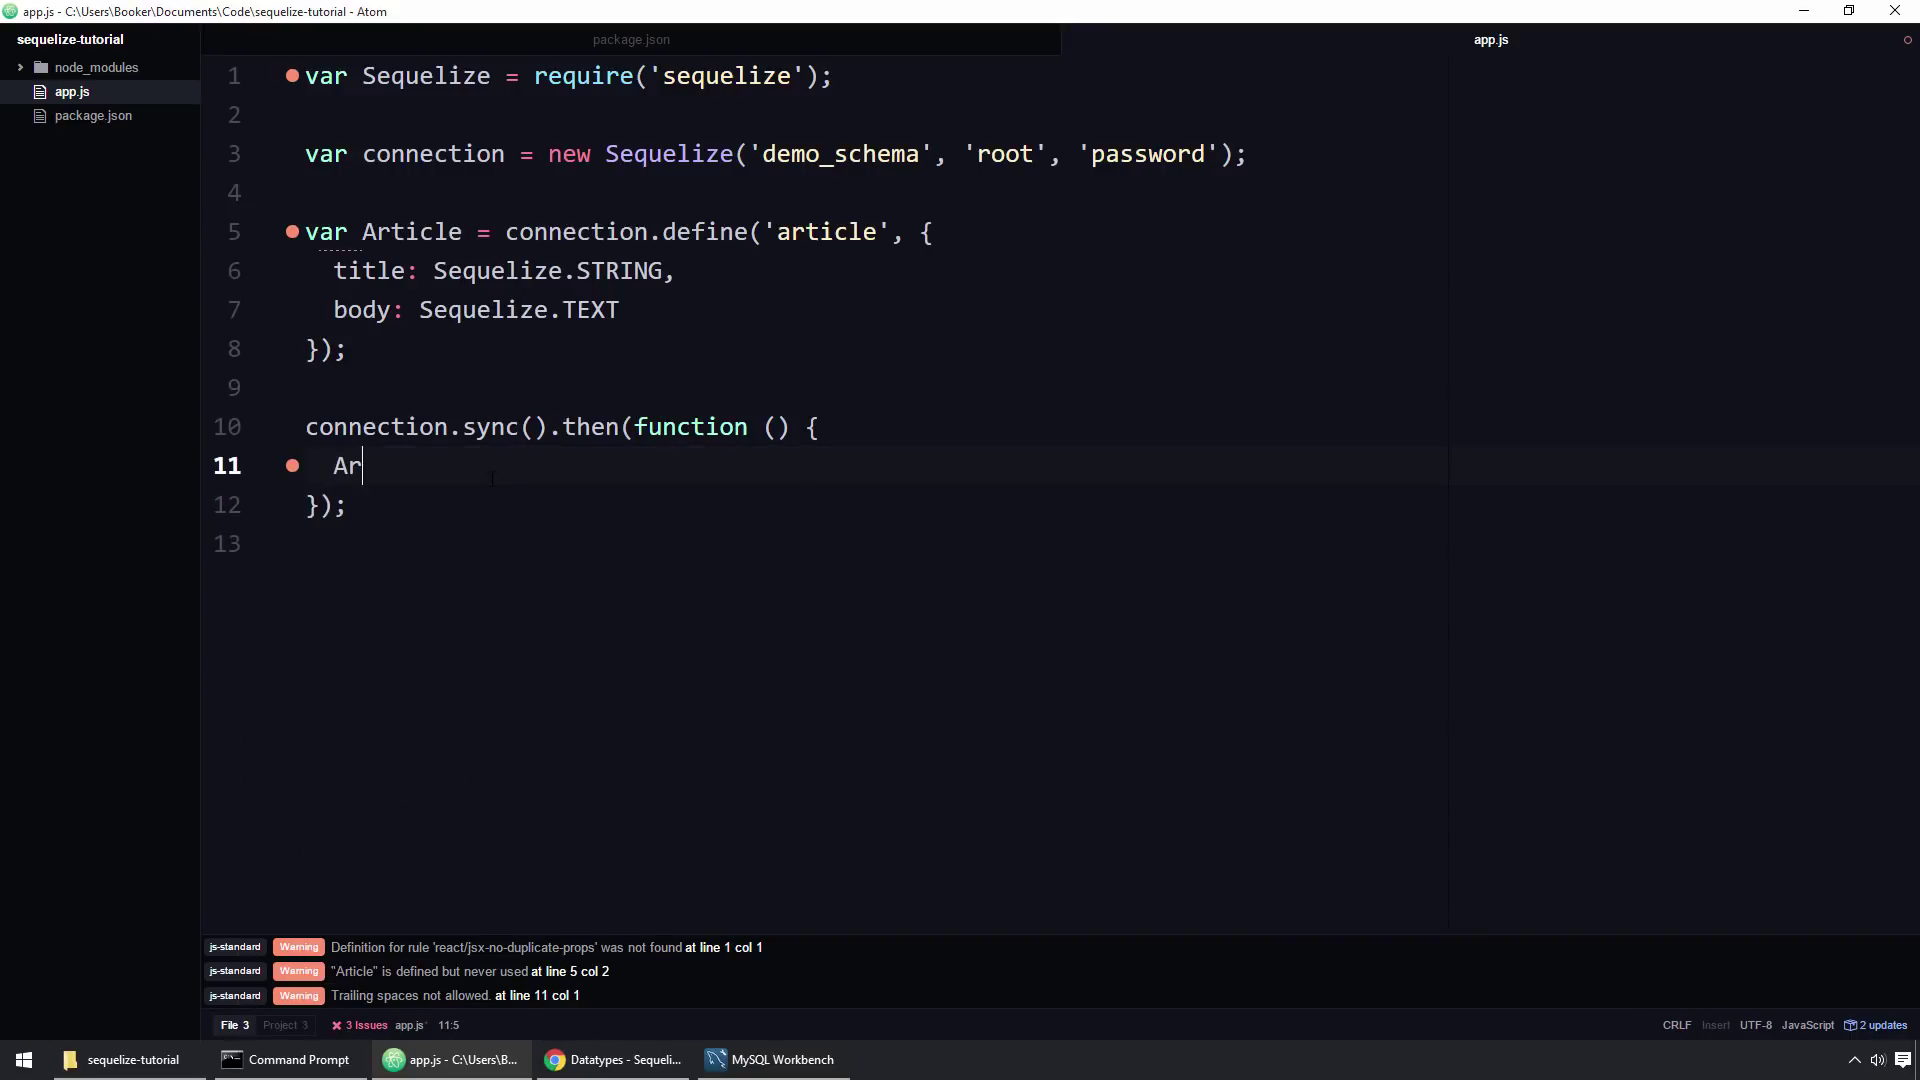 app.js - C:\Users\Booker\Documents\Code\sequelize-tutorial - Atom
sequelize-tutorial
node_modules
app.js
package.json
package.json
app.js
1 var Sequelize = require('sequelize');
2
3 var connection = new Sequelize('demo_schema', 'root', 'password');
4
5 var Article = connection.define('article', {
6 title: Sequelize.STRING,
7 body: Sequelize.TEXT
8 });
9
10 connection.sync().then(function () {
11 Ar
12 });
13
js-standard Warning Definition for rule 'react/jsx-no-duplicate-props' was not found at line 1 col 1
js-standard Warning "Article" is defined but never used at line 5 col 2
js-standard Warning Trailing spaces not allowed. at line 11 col 1
File 3 Project 3 3 Issues app.js* 11:5 CRLF Insert UTF-8 JavaScript 2 updates
sequelize-tutorial Command Prompt app.js - C:\Users\B... Datatypes - Sequeli... MySQL Workbench